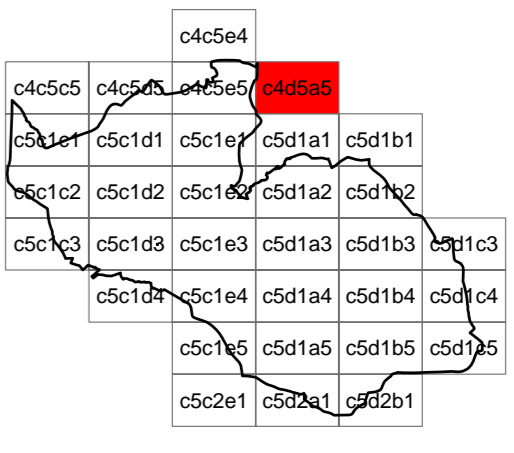 c4c5e4
c4c5c5 c4c5d5 c4c5e5 c4d5a5
c5c1c1 c5c1d1 c5c1e1 c5d1a1 c5d1b1
c5c1c2 c5c1d2 c5c1e2 c5d1a2 c5d1b2
c5c1c3 c5c1d3 c5c1e3 c5d1a3 c5d1b3 c5d1c3
c5c1d4 c5c1e4 c5d1a4 c5d1b4 c5d1c4
c5c1e5 c5d1a5 c5d1b5 c5d1c5
c5c2e1 c5d2a1 c5d2b1